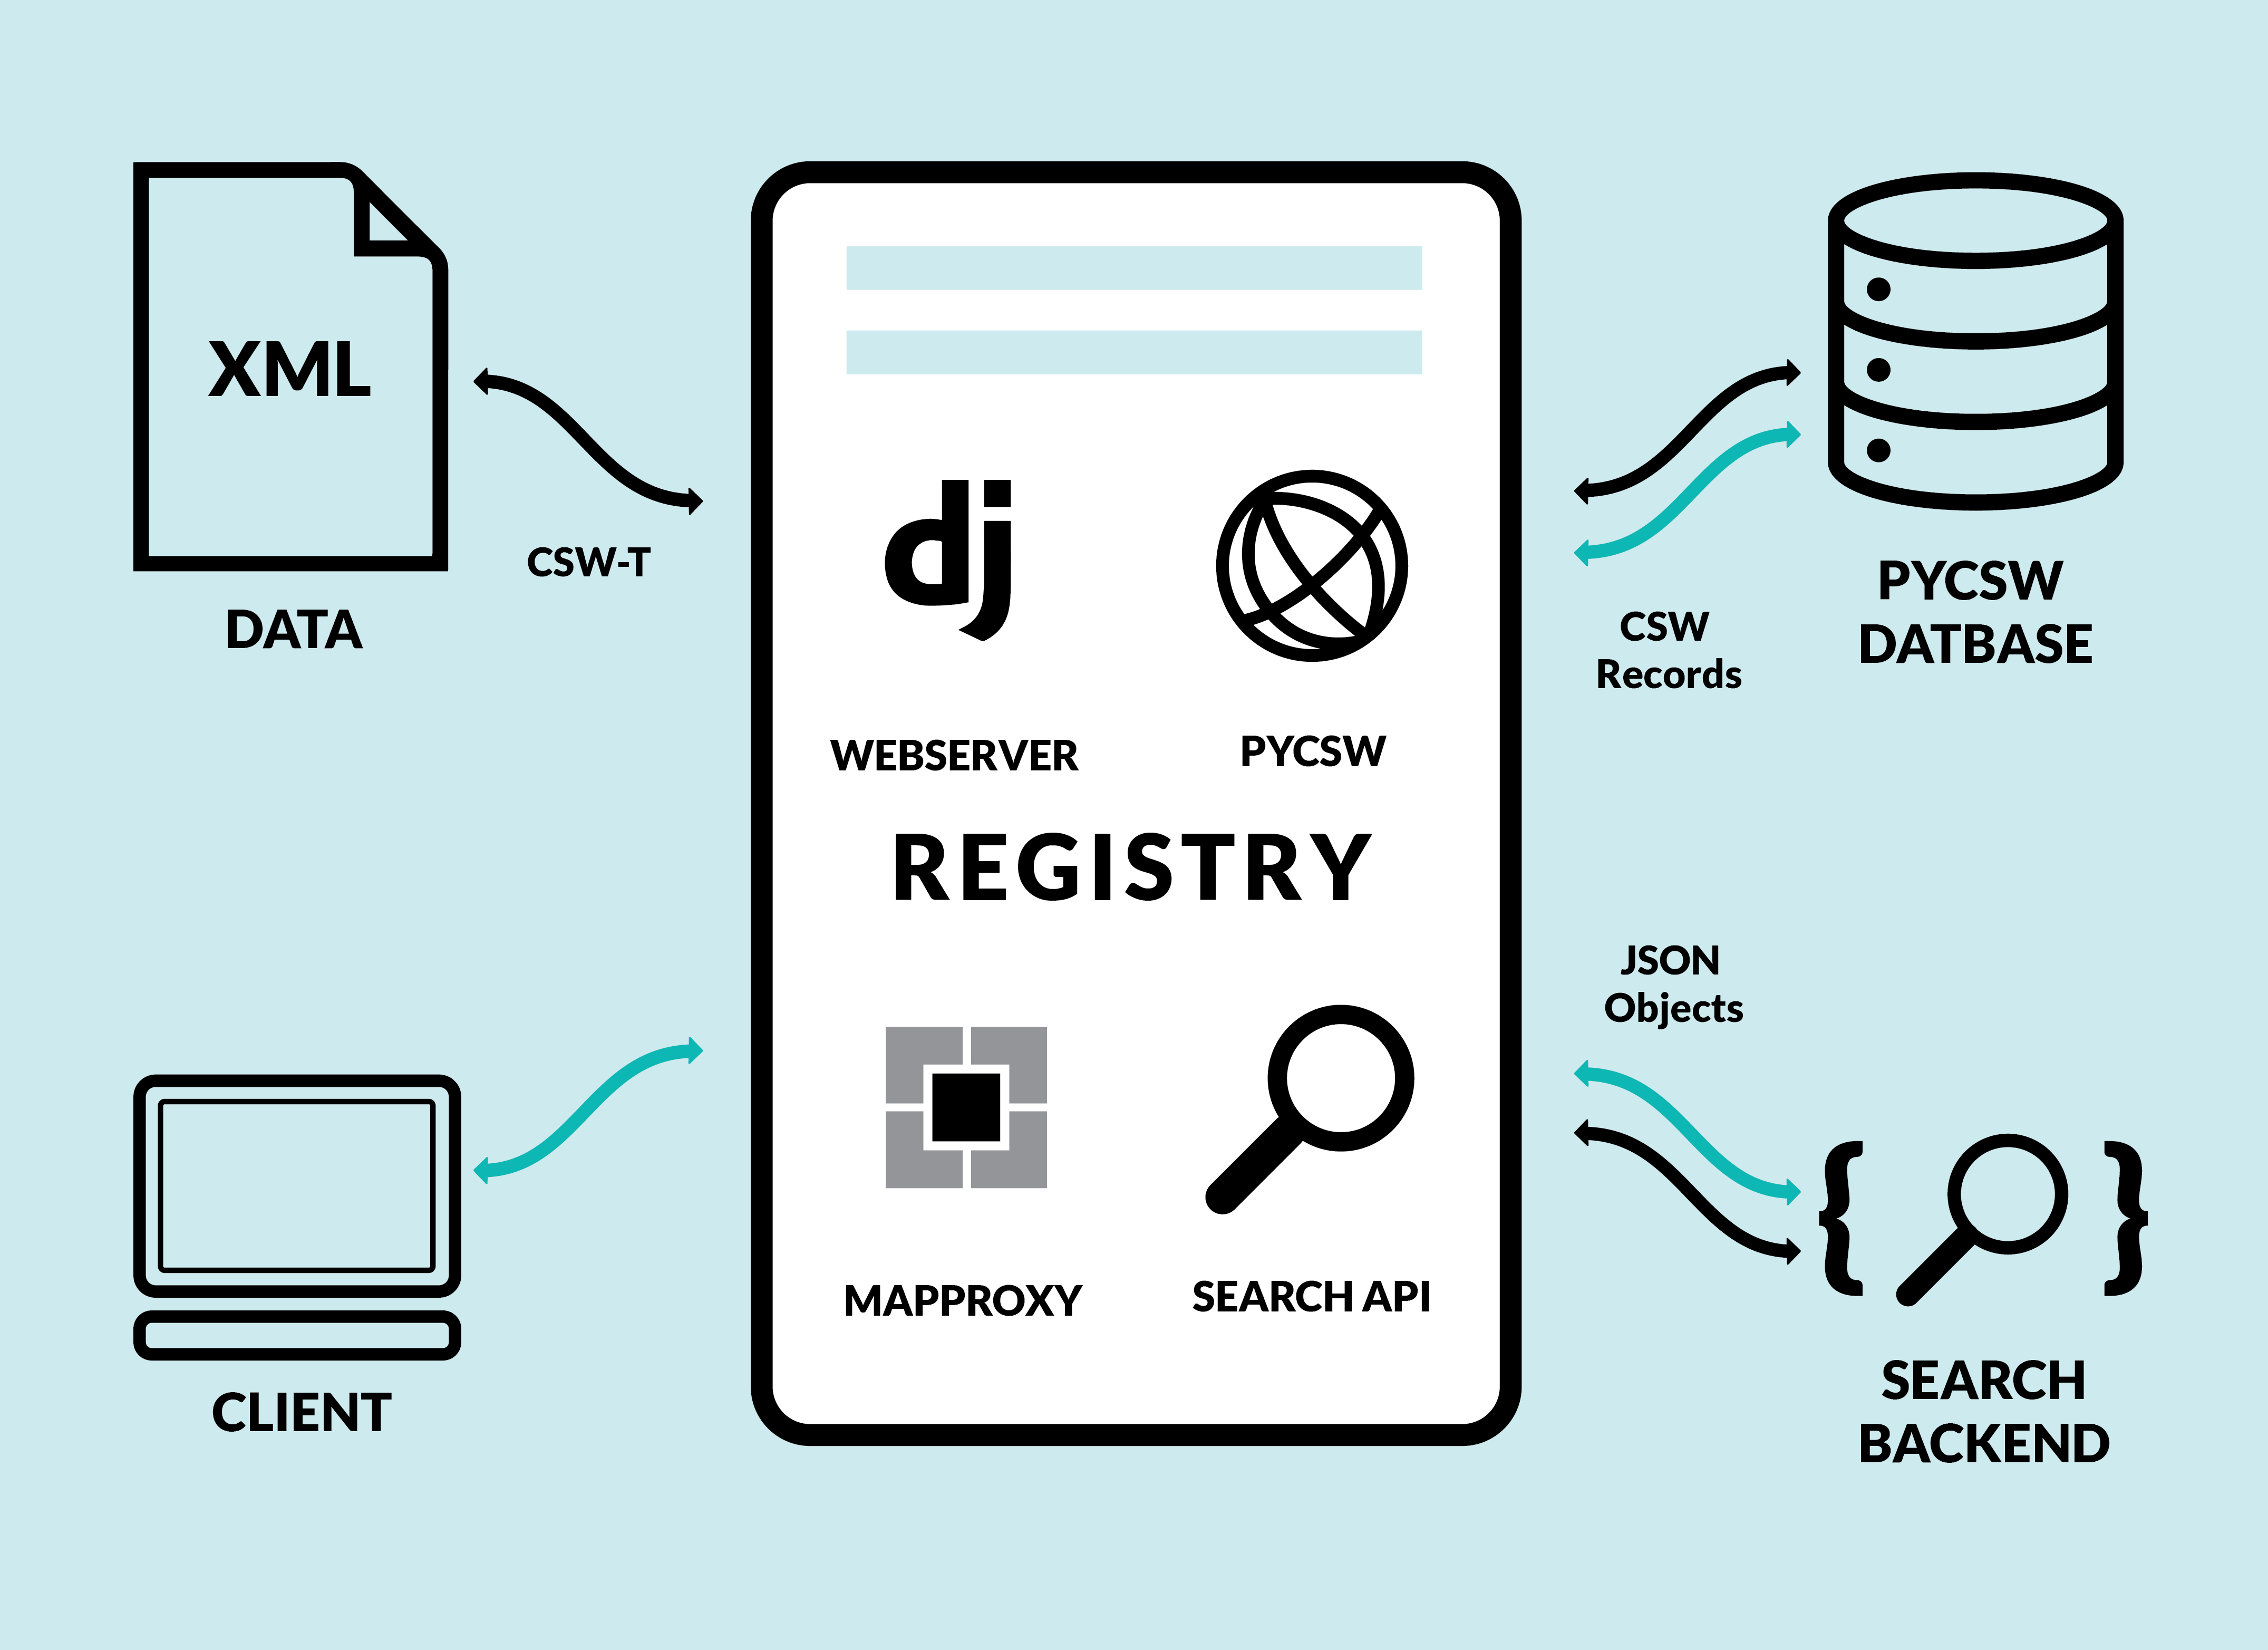 XML
DATA
CSW-T
dj
WEBSERVER
PYCSW
REGISTRY
MAPPROXY
SEARCH API
CLIENT
CSW
Records
PYCSW
DATBASE
JSON
Objects
{ }
SEARCH
BACKEND